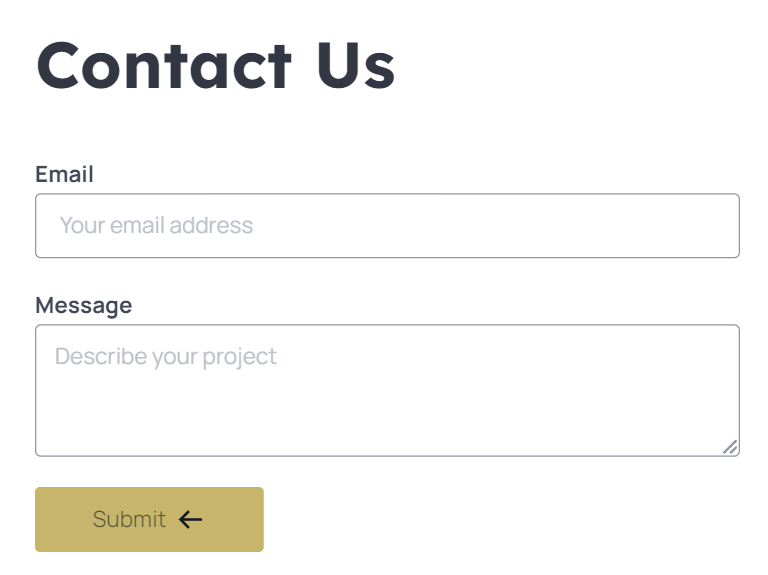 Contact Us
Email
Your email address
Message
Describe your project
Submit